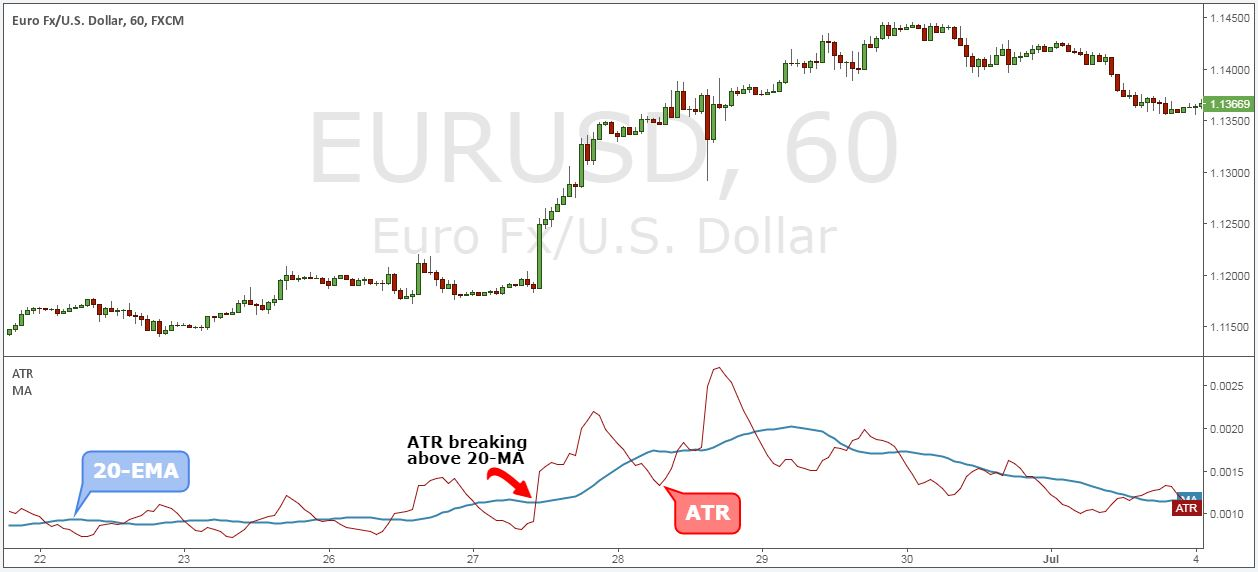 Euro Fx/U.S. Dollar, 60, FXCM
1.14500
1.14000
1.13669
1.13500
EURUSD, 60
1.13000
Euro Fx/U.S. Dollar
1.12500
1.12000
1.11500
ATR
MA
0.0025
0.0020
ATR breaking
above 20-MA
20-EMA
0.0015
MA
ATR
ATR
0.0010
22 23 24 25 26 27 28 29 30 Jul 4